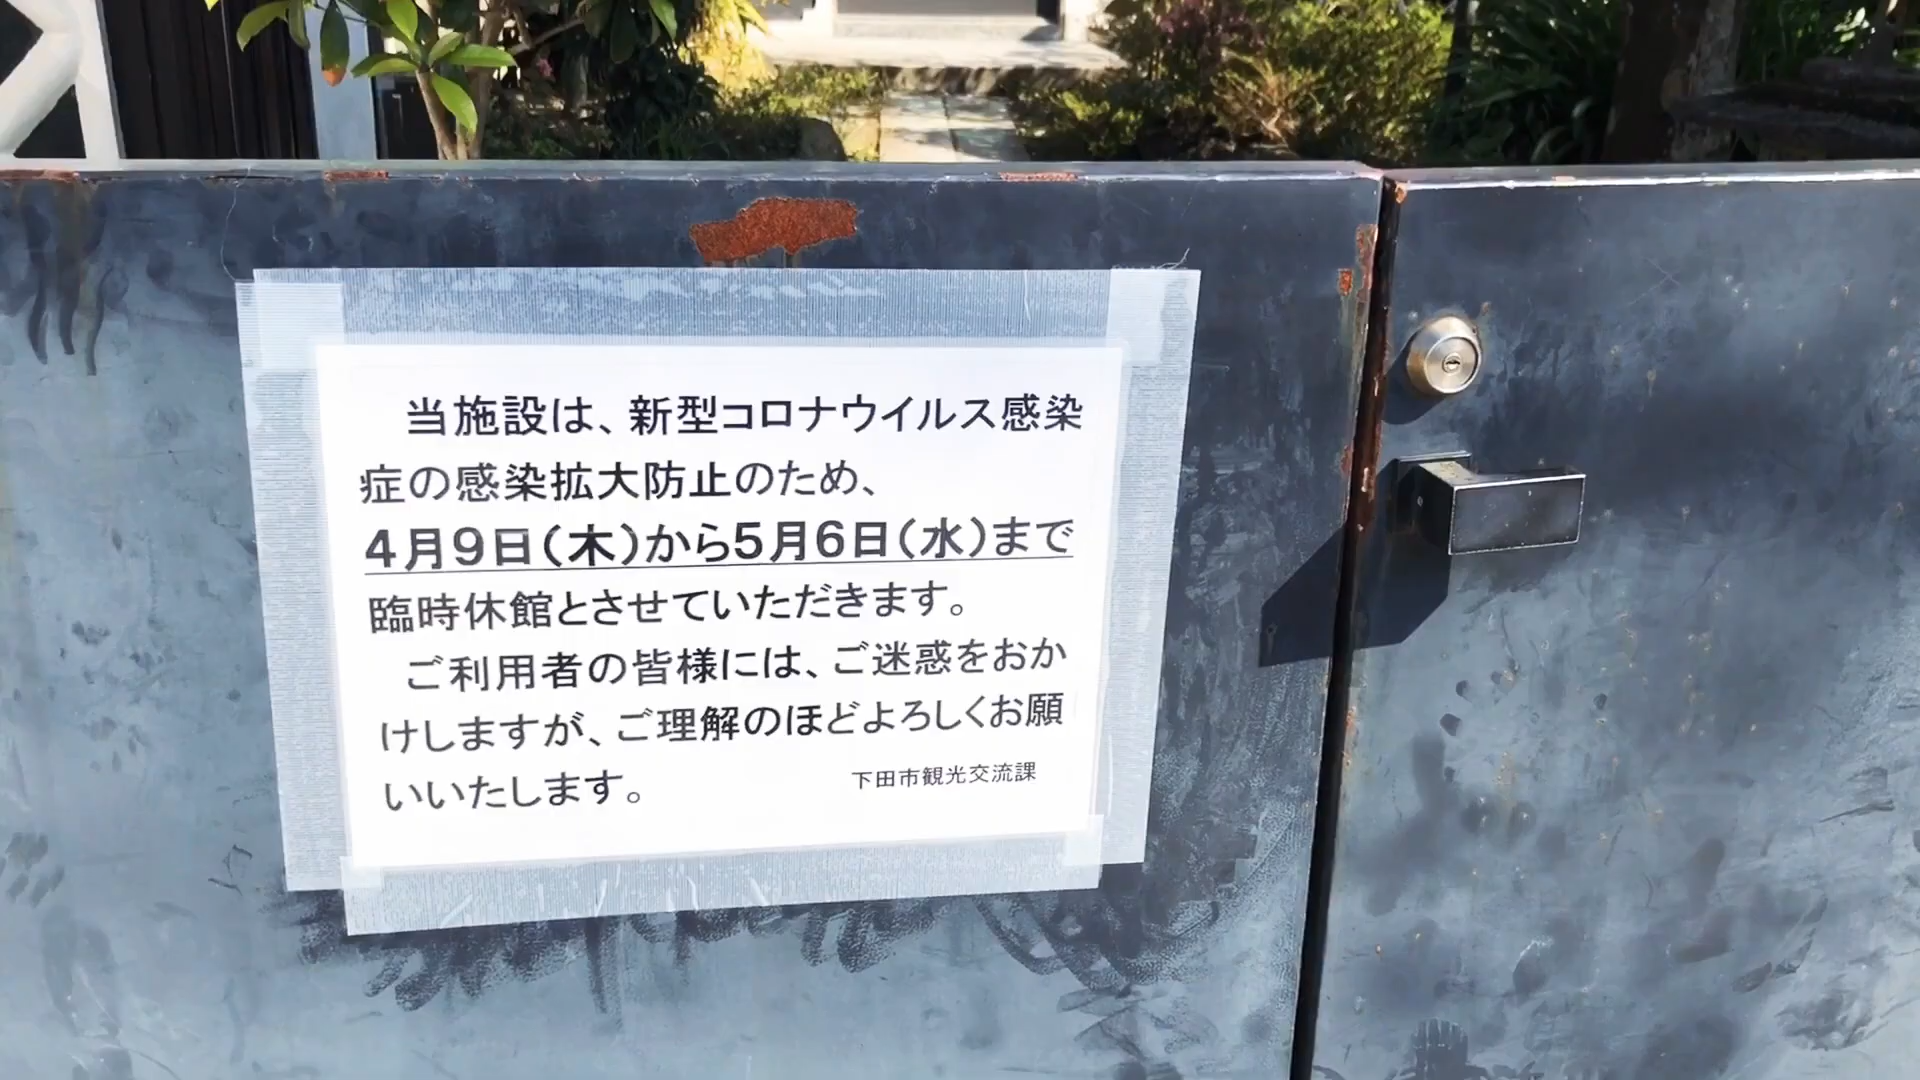 当施設は、新型コロナウイルス感染
症の感染拡大防止のため、
4月9日(木)から5月6日(水)まで
臨時休館とさせていただきます。
ご利用者の皆様には、ご迷惑をおか
けしますが、ご理解のほどよろしくお願
いいたします。
下田市観光交流課